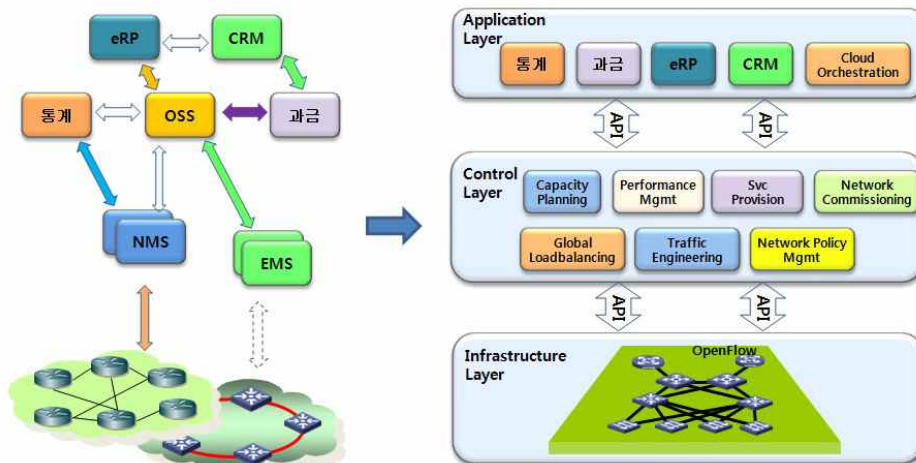 eRP
CRM
통계
OSS
과금
NMS
EMS
Application
Layer
통계
과금
eRP
CRM
Cloud
Orchestration
API
API
Control
Layer
Capacity
Planning
Performance
Mgmt
Svc
Provision
Network
Commissioning
Global
Loadbalancing
Traffic
Engineering
Network Policy
Mgmt
API
API
Infrastructure
Layer
OpenFlow